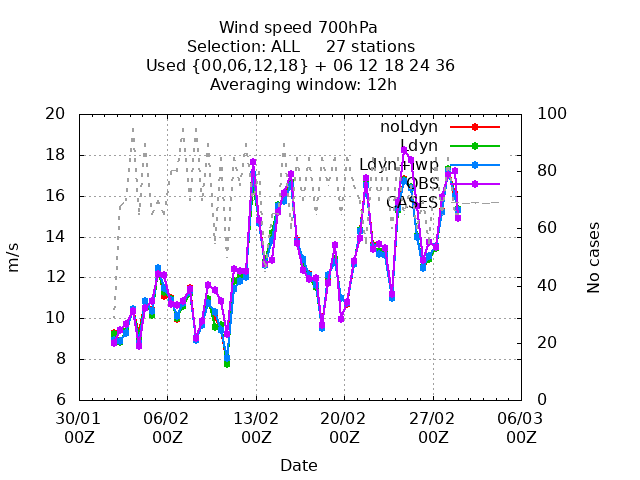 Wind speed 700hPa
Selection: ALL 27 stations
Used {00,06,12,18} + 06 12 18 24 36
Averaging window: 12h
20 100
noLdyn
Ldyn
18 80
Ldyn+iwp
16 OBS
CASES
60
14
m/s No cases
12
40
10
20
8
6 0
30/01 06/02 13/02 20/02 27/02 06/03
00Z 00Z 00Z 00Z 00Z 00Z
Date